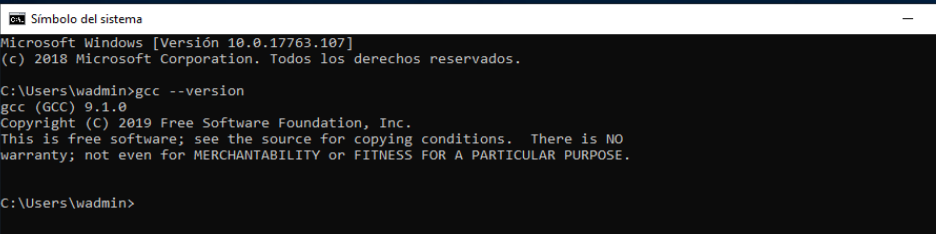 Símbolo del sistema
Microsoft Windows [Versión 10.0.17763.107]
(c) 2018 Microsoft Corporation. Todos los derechos reservados.
C:\Users\wadmin>gcc --version
gcc (GCC) 9.1.0
Copyright (C) 2019 Free Software Foundation, Inc.
This is free software; see the source for copying conditions.  There is NO
warranty; not even for MERCHANTABILITY or FITNESS FOR A PARTICULAR PURPOSE.
C:\Users\wadmin>